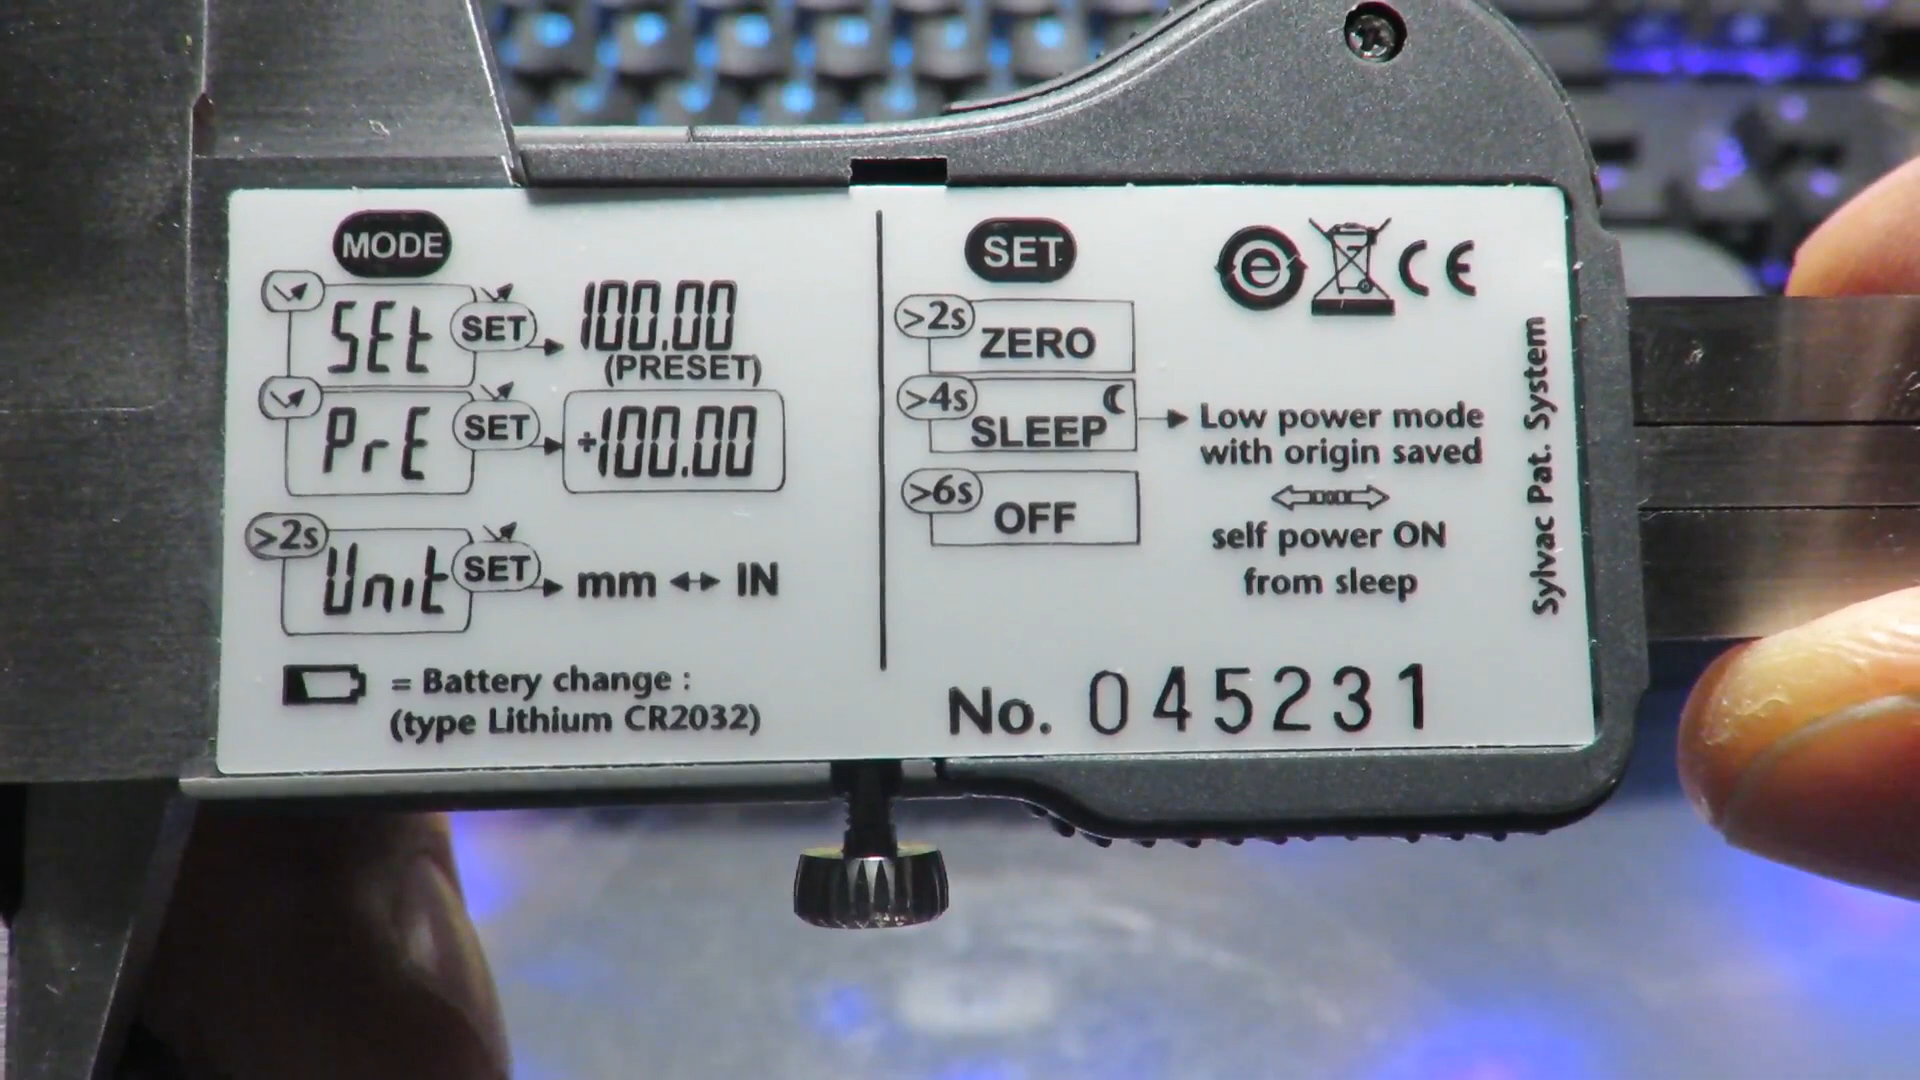 MODE
SEt SET 100.00
(PRESET)
PrE SET +100.00
>2s Unit SET mm ↔ IN
= Battery change :
(type Lithium CR2032)
SET
>2s ZERO
>4s SLEEP
>6s OFF
Low power mode
with origin saved
self power ON
from sleep
e CE
Sylvac Pat. System
No. 045231